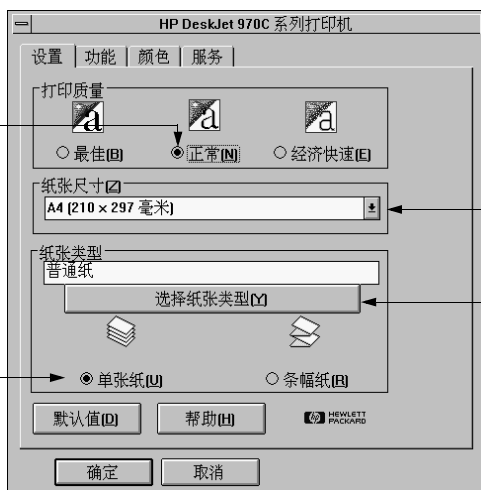 HP DeskJet 970C 系列打印机
设置 功能 颜色 服务
打印质量
最佳(B) 正常(N) 经济快速(E)
纸张尺寸(Z)
A4 (210 × 297 毫米)
纸张类型
普通纸
选择纸张类型(Y)
单张纸(U) 条幅纸(R)
默认值(D) 帮助(H) hp HEWLETT
PACKARD
确定 取消